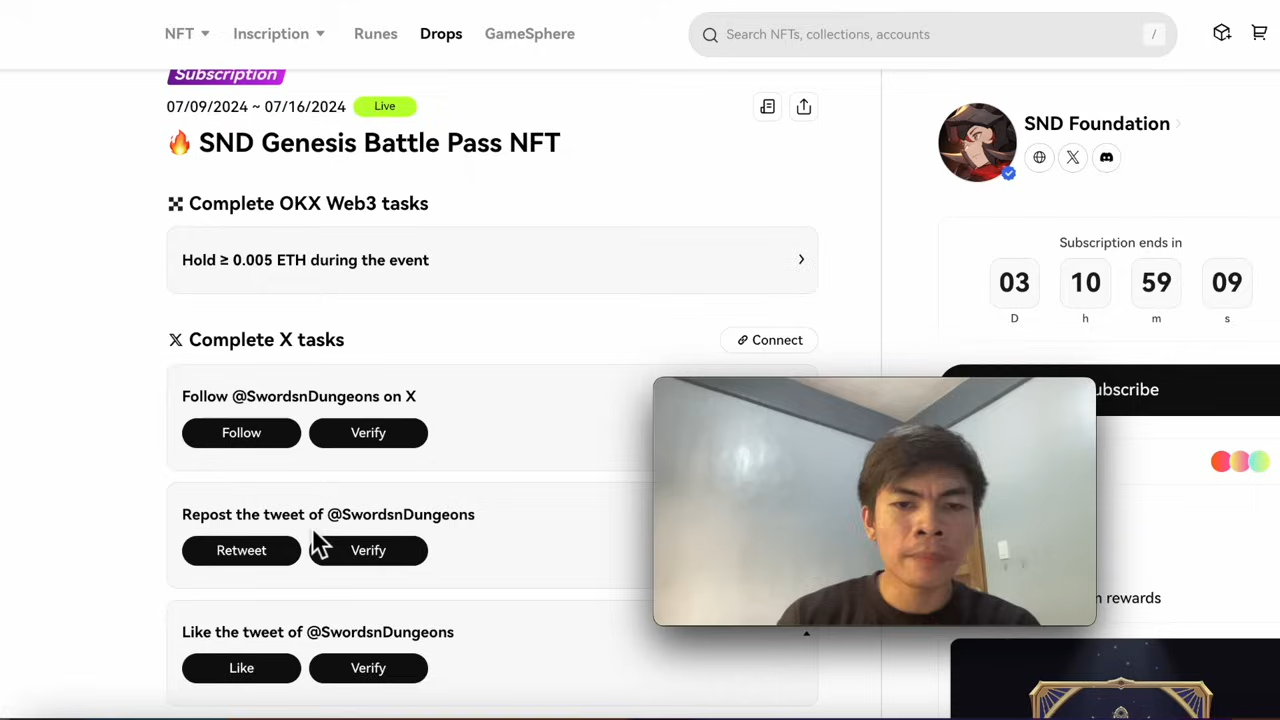 NFT Inscription Runes Drops GameSphere Search NFTs, collections, accounts /
Subscription
07/09/2024 ~ 07/16/2024 Live
SND Genesis Battle Pass NFT
Complete OKX Web3 tasks
Hold ≥ 0.005 ETH during the event
Complete X tasks
Connect
Follow @SwordsnDungeons on X
Follow Verify
Repost the tweet of @SwordsnDungeons
Retweet Verify
Like the tweet of @SwordsnDungeons
Like Verify
SND Foundation
Subscription ends in
03 10 59 09
D h m s
ubscribe
rewards